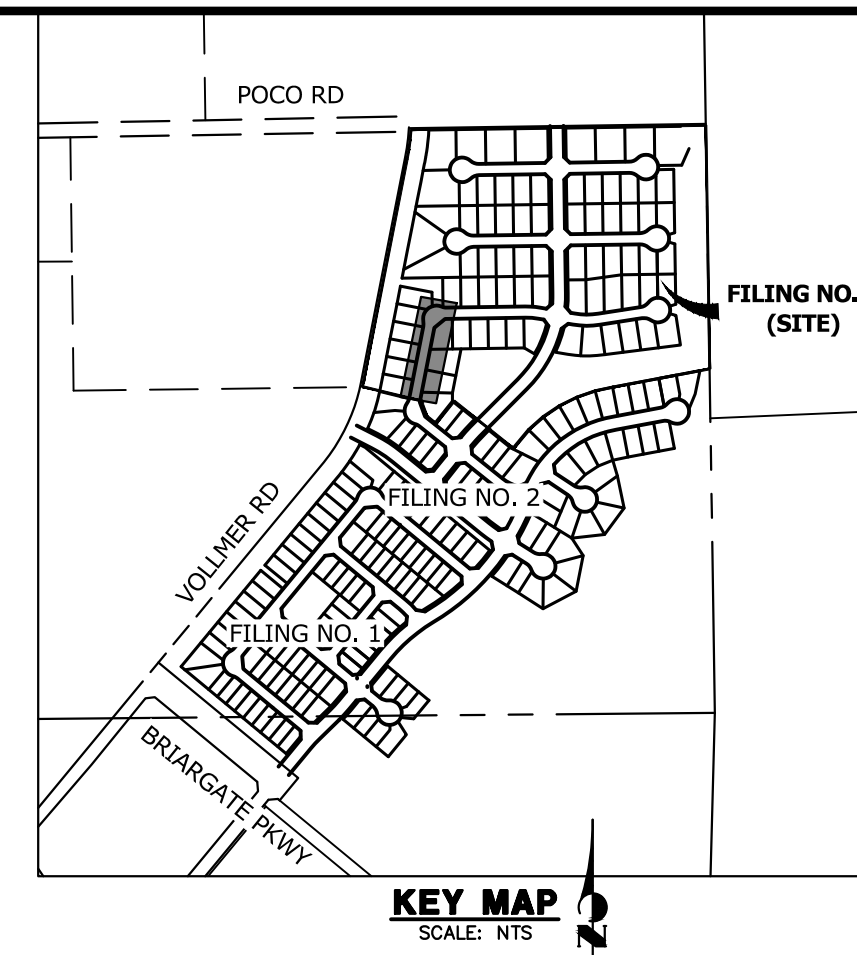 POCO RD
FILING NO.
(SITE)
FILING NO. 2
VOLLMER RD
FILING NO. 1
BRIARGATE PKWY
KEY MAP
SCALE: NTS
N